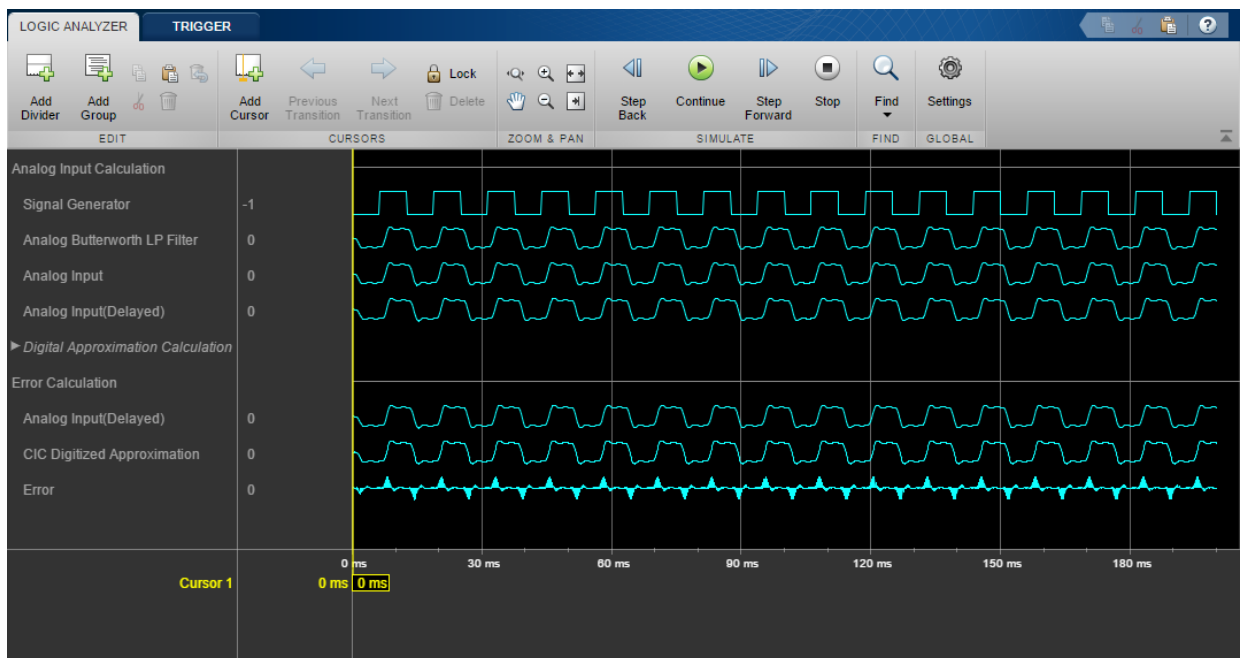 LOGIC ANALYZER TRIGGER
?
Lock
Add Divider
Add Group
Add Cursor
Previous Transition
Next Transition
Delete
Step Back
Continue
Step Forward
Stop
Find
Settings
EDIT CURSORS ZOOM & PAN SIMULATE FIND GLOBAL
Analog Input Calculation
Signal Generator -1
Analog Butterworth LP Filter 0
Analog Input 0
Analog Input(Delayed) 0
Digital Approximation Calculation
Error Calculation
Analog Input(Delayed) 0
CIC Digitized Approximation 0
Error 0
0 ms 30 ms 60 ms 90 ms 120 ms 150 ms 180 ms
Cursor 1 0 ms 0 ms